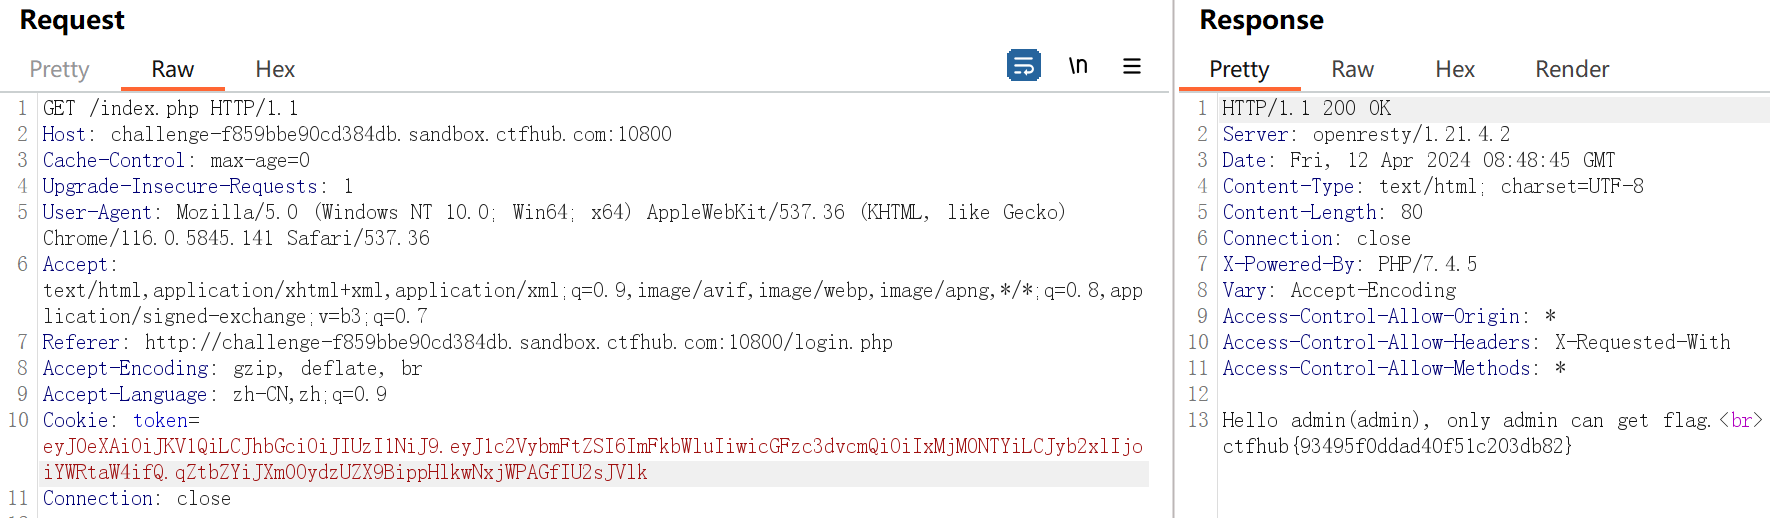 Request
Pretty Raw Hex \n
1 GET /index.php HTTP/1.1
2 Host: challenge-f859bbe90cd384db.sandbox.ctfhub.com:10800
3 Cache-Control: max-age=0
4 Upgrade-Insecure-Requests: 1
5 User-Agent: Mozilla/5.0 (Windows NT 10.0; Win64; x64) AppleWebKit/537.36 (KHTML, like Gecko)
Chrome/116.0.5845.141 Safari/537.36
6 Accept:
text/html,application/xhtml+xml,application/xml;q=0.9,image/avif,image/webp,image/apng,*/*;q=0.8,app
lication/signed-exchange;v=b3;q=0.7
7 Referer: http://challenge-f859bbe90cd384db.sandbox.ctfhub.com:10800/login.php
8 Accept-Encoding: gzip, deflate, br
9 Accept-Language: zh-CN,zh;q=0.9
10 Cookie: token=
eyJ0eXAiOiJKV1QiLCJhbGciOiJIUzI1NiJ9.eyJ1c2VybmFtZSI6ImFkbWluIiwicGFzc3dvcmQiOiIxMjM0NTYiLCJyb2xlIjo
iYWRtaW4ifQ.qZtbZYiJXm00ydzUZX9BippHlkwNxjWPAGfIU2sJVlk
11 Connection: close
Response
Pretty Raw Hex Render
1 HTTP/1.1 200 OK
2 Server: openresty/1.21.4.2
3 Date: Fri, 12 Apr 2024 08:48:45 GMT
4 Content-Type: text/html; charset=UTF-8
5 Content-Length: 80
6 Connection: close
7 X-Powered-By: PHP/7.4.5
8 Vary: Accept-Encoding
9 Access-Control-Allow-Origin: *
10 Access-Control-Allow-Headers: X-Requested-With
11 Access-Control-Allow-Methods: *
12
13 Hello admin(admin), only admin can get flag.<br>
ctfhub{93495f0ddad40f51c203db82}